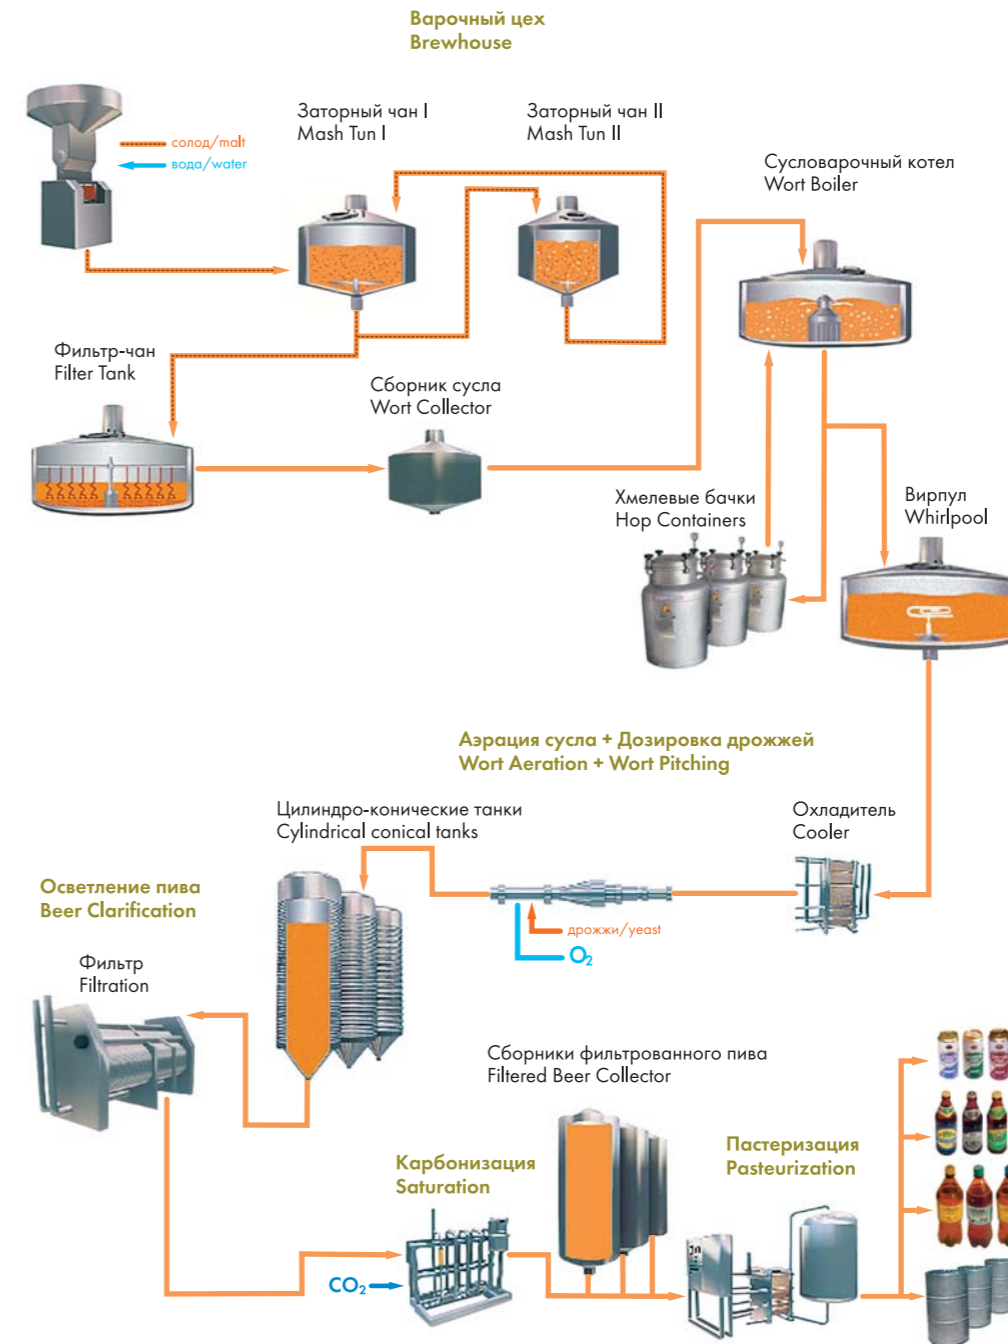 Варочный цех
Brewhouse
Заторный чан I
Mash Tun I
Заторный чан II
Mash Tun II
солод/malt
вода/water
Сусловарочный котел
Wort Boiler
Фильтр-чан
Filter Tank
Сборник сусла
Wort Collector
Хмелевые бачки
Hop Containers
Вирпул
Whirlpool
Аэрация сусла + Дозировка дрожжей
Wort Aeration + Wort Pitching
Цилиндро-конические танки
Cylindrical conical tanks
Охладитель
Cooler
Осветление пива
Beer Clarification
дрожжи/yeast
O₂
Фильтр
Filtration
Сборники фильтрованного пива
Filtered Beer Collector
Карбонизация
Saturation
Пастеризация
Pasteurization
CO₂